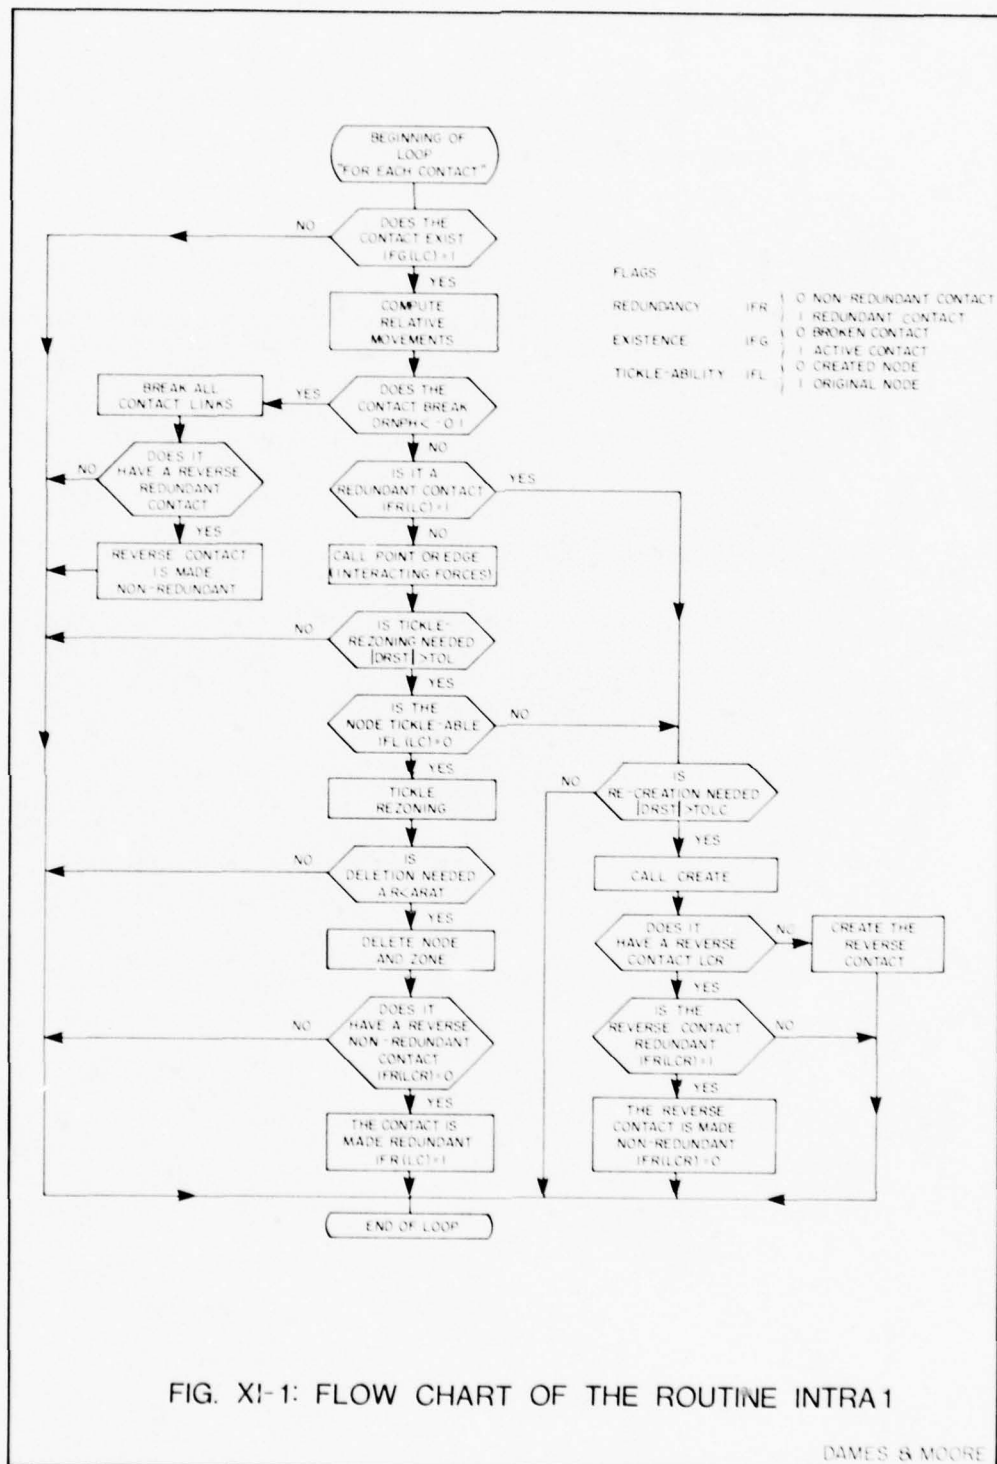 BEGINNING OF
LOOP
"FOR EACH CONTACT"
NO
DOES THE
CONTACT EXIST
IFG(LC)=1
YES
COMPUTE
RELATIVE
MOVEMENTS
FLAGS
REDUNDANCY IFR
0 NON-REDUNDANT CONTACT
1 REDUNDANT CONTACT
EXISTENCE IFG
0 BROKEN CONTACT
1 ACTIVE CONTACT
TICKLE-ABILITY IFL
0 CREATED NODE
1 ORIGINAL NODE
BREAK ALL
CONTACT LINKS
YES
DOES THE
CONTACT BREAK
DRNPH < -0.1
NO
NO
DOES IT
HAVE A REVERSE
REDUNDANT
CONTACT
YES
REVERSE CONTACT
IS MADE
NON-REDUNDANT
IS IT A
REDUNDANT CONTACT
IFR(LC)=1
YES
NO
CALL POINT OR EDGE
(INTERACTING FORCES)
NO
IS TICKLE-
REZONING NEEDED
|DRST| >TOL
YES
IS THE
NODE TICKLE-ABLE
IFL (LC)=0
NO
YES
TICKLE
REZONING
NO
IS
RE-CREATION NEEDED
|DRST| >TOLC
YES
NO
IS
DELETION NEEDED
AR<ARAT
YES
CALL CREATE
DELETE NODE
AND ZONE
DOES IT
HAVE A REVERSE
CONTACT LCR
NO
CREATE THE
REVERSE
CONTACT
YES
NO
DOES IT
HAVE A REVERSE
NON-REDUNDANT
CONTACT
IFR(LCR)=0
YES
IS THE
REVERSE CONTACT
REDUNDANT
IFR(LCR)=1
NO
YES
THE CONTACT IS
MADE REDUNDANT
IFR(LC)=1
THE REVERSE
CONTACT IS MADE
NON-REDUNDANT
IFR(LCR)=0
END OF LOOP
FIG. XI-1: FLOW CHART OF THE ROUTINE INTRA 1
DAMES & MOORE